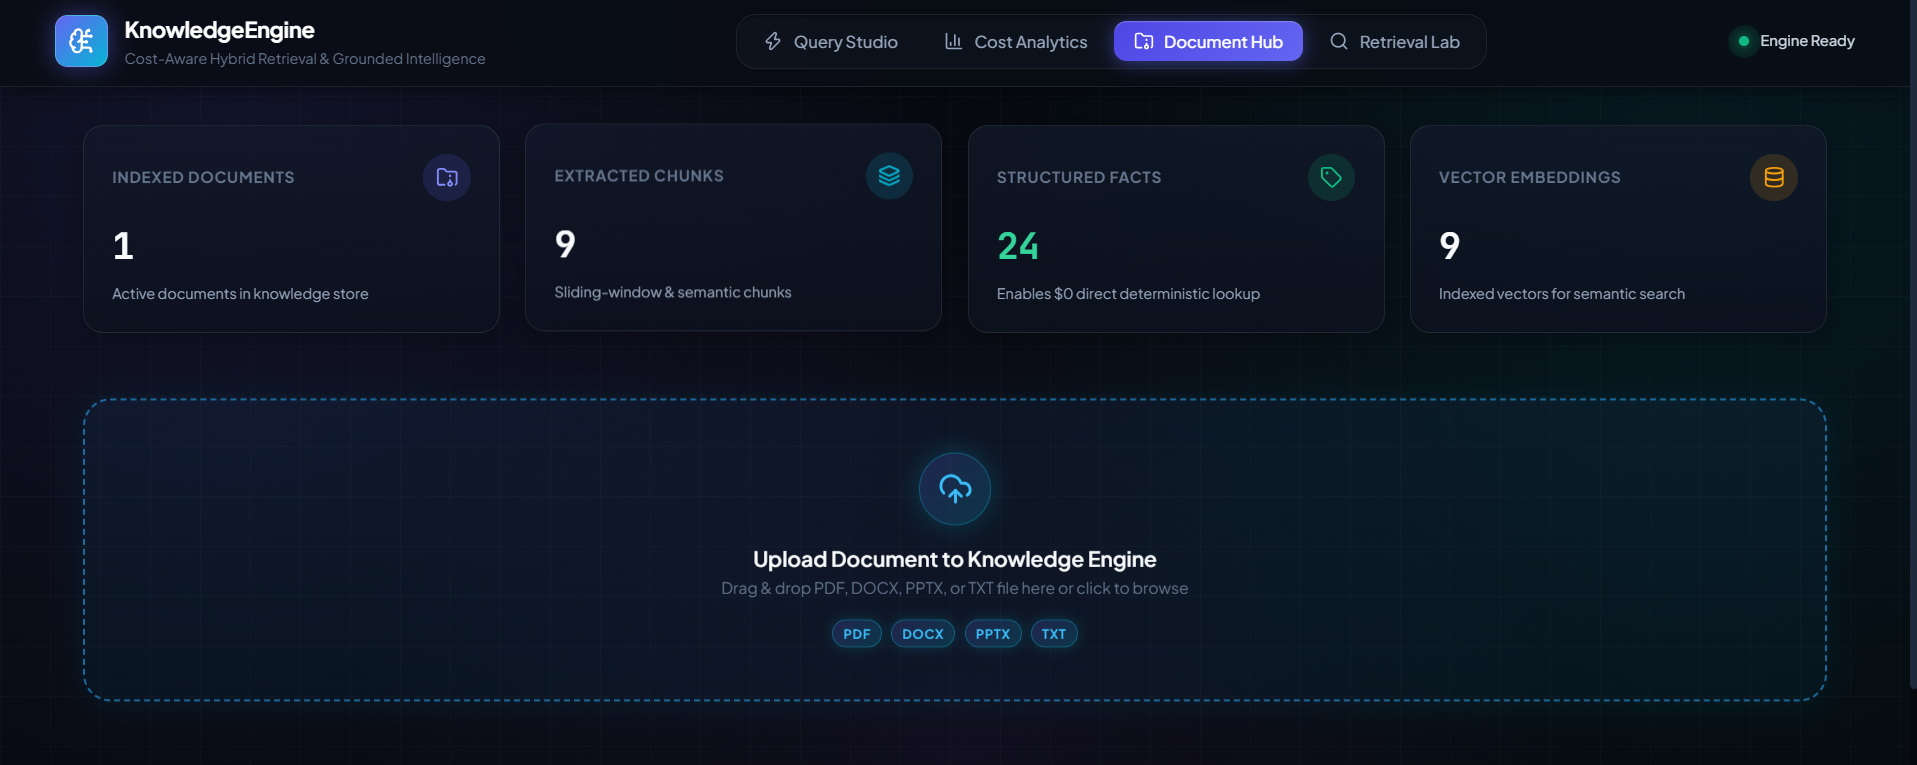 KnowledgeEngine
Cost-Aware Hybrid Retrieval & Grounded Intelligence
Query Studio
Cost Analytics
Document Hub
Retrieval Lab
Engine Ready
INDEXED DOCUMENTS
1
Active documents in knowledge store
EXTRACTED CHUNKS
9
Sliding-window & semantic chunks
STRUCTURED FACTS
24
Enables $0 direct deterministic lookup
VECTOR EMBEDDINGS
9
Indexed vectors for semantic search
Upload Document to Knowledge Engine
Drag & drop PDF, DOCX, PPTX, or TXT file here or click to browse
PDF
DOCX
PPTX
TXT